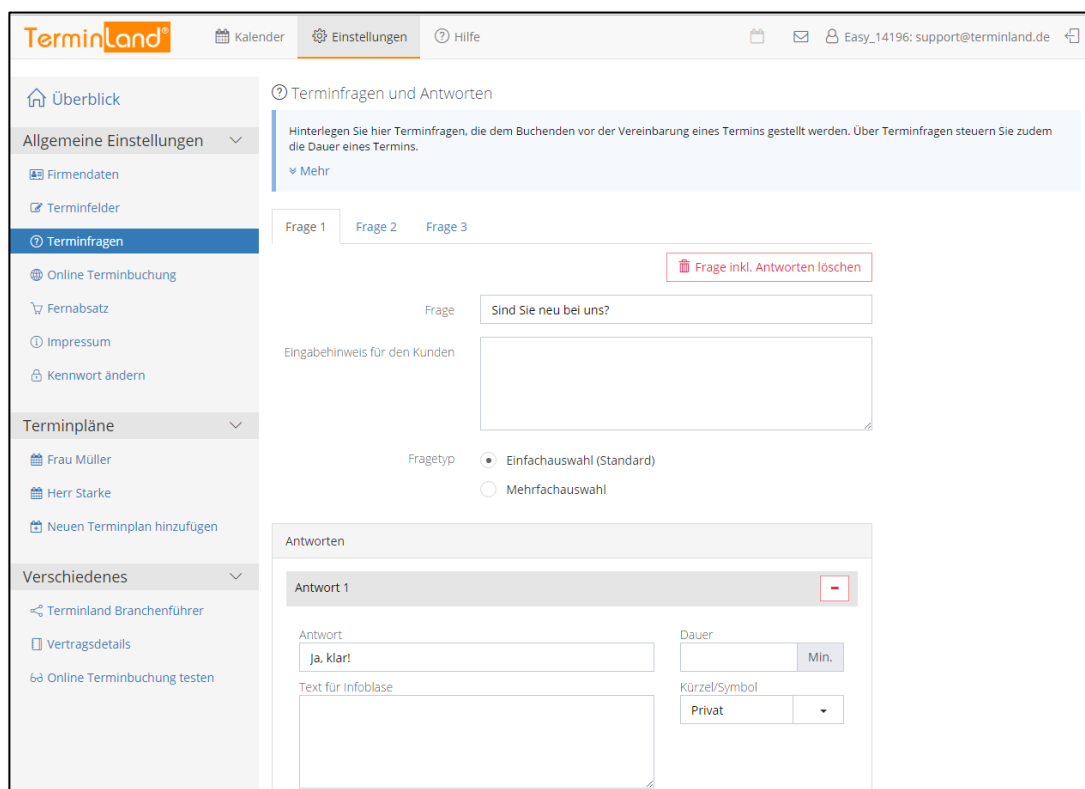 TerminLand®
Kalender
Einstellungen
Hilfe
Easy_14196: support@terminland.de
Überblick
Allgemeine Einstellungen
Firmendaten
Terminfelder
Terminfragen
Online Terminbuchung
Fernabsatz
Impressum
Kennwort ändern
Terminpläne
Frau Müller
Herr Starke
Neuen Terminplan hinzufügen
Verschiedenes
Terminland Branchenführer
Vertragsdetails
Online Terminbuchung testen
Terminfragen und Antworten
Hinterlegen Sie hier Terminfragen, die dem Buchenden vor der Vereinbarung eines Termins gestellt werden. Über Terminfragen steuern Sie zudem
die Dauer eines Termins.
Mehr
Frage 1
Frage 2
Frage 3
Frage inkl. Antworten löschen
Frage
Sind Sie neu bei uns?
Eingabehinweis für den Kunden
Fragetyp
Einfachauswahl (Standard)
Mehrfachauswahl
Antworten
Antwort 1
Antwort
Ja, klar!
Dauer
Min.
Text für Infoblase
Kürzel/Symbol
Privat